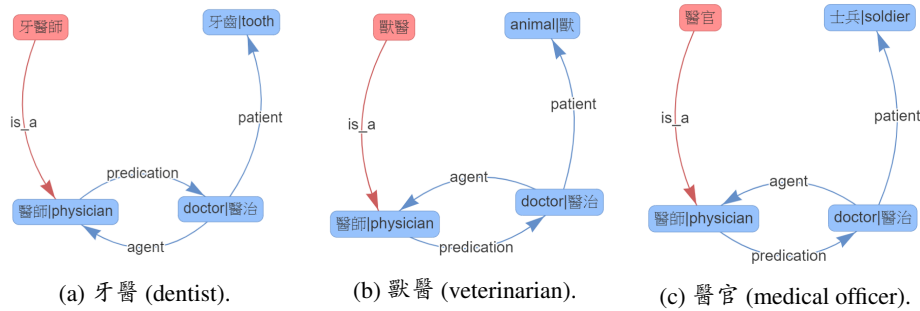 牙醫師
牙齒|tooth
is_a
patient
predication
醫師|physician
doctor|醫治
agent
(a) 牙醫 (dentist).
獸醫
animal|獸
is_a
patient
agent
doctor|醫治
醫師|physician
predication
(b) 獸醫 (veterinarian).
醫官
士兵|soldier
is_a
patient
agent
醫師|physician
doctor|醫治
predication
(c) 醫官 (medical officer).